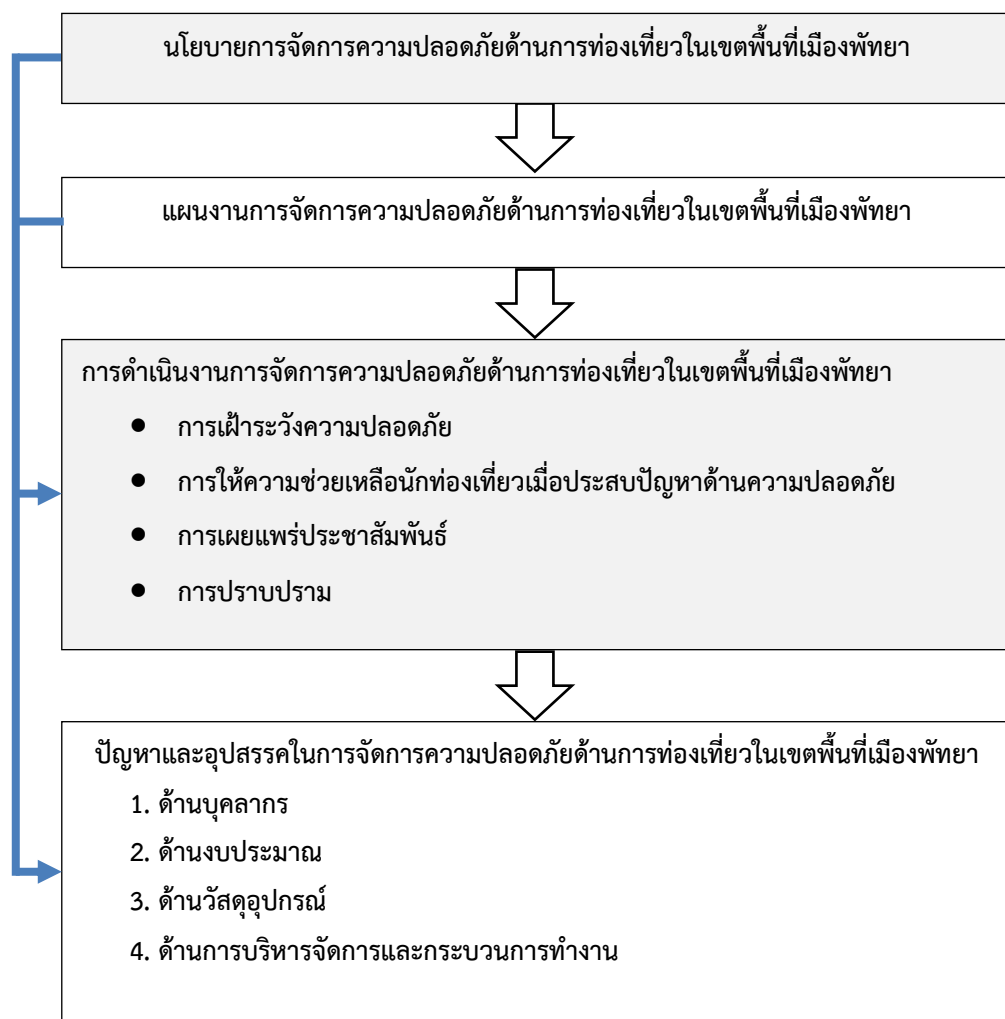 นโยบายการจัดการความปลอดภัยด้านการท่องเที่ยวในเขตพื้นที่เมืองพัทยา
แผนงานการจัดการความปลอดภัยด้านการท่องเที่ยวในเขตพื้นที่เมืองพัทยา
การดำเนินงานการจัดการความปลอดภัยด้านการท่องเที่ยวในเขตพื้นที่เมืองพัทยา
● การเฝ้าระวังความปลอดภัย
● การให้ความช่วยเหลือนักท่องเที่ยวเมื่อประสบปัญหาด้านความปลอดภัย
● การเผยแพร่ประชาสัมพันธ์
● การปราบปราม
ปัญหาและอุปสรรคในการจัดการความปลอดภัยด้านการท่องเที่ยวในเขตพื้นที่เมืองพัทยา
1. ด้านบุคลากร
2. ด้านงบประมาณ
3. ด้านวัสดุอุปกรณ์
4. ด้านการบริหารจัดการและกระบวนการทำงาน